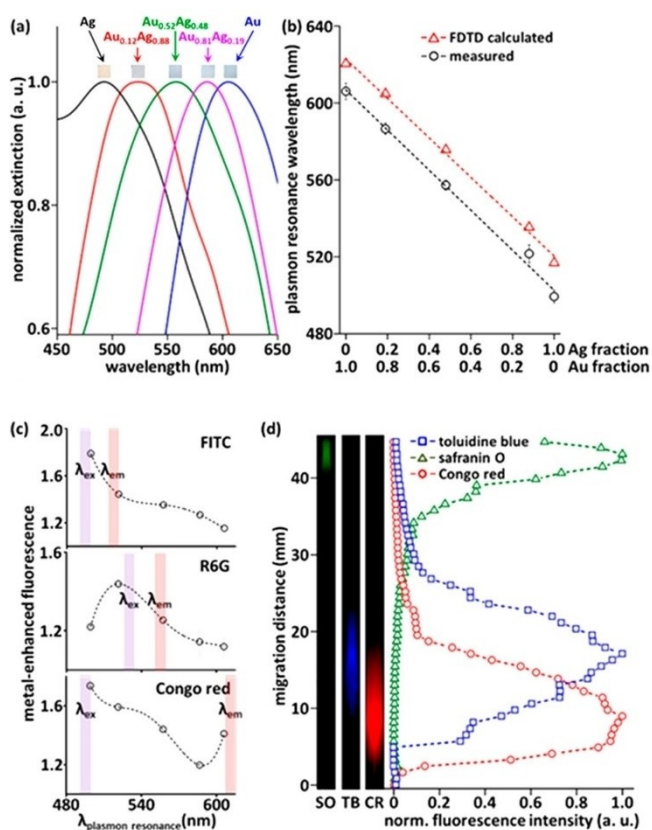 (a)
Ag
Au0.12Ag0.88
Au0.52Ag0.48
Au0.81Ag0.19
Au
normalized extinction (a. u.)
1.0
0.8
0.6
450 500 550 600 650
wavelength (nm)
(b)
plasmon resonance wavelength (nm)
640
600
560
520
480
FDTD calculated
measured
0 0.2 0.4 0.6 0.8 1.0 Ag fraction
1.0 0.8 0.6 0.4 0.2 0 Au fraction
(c)
metal-enhanced fluorescence
2.0
1.6
1.2
FITC
λex λem
1.6
1.2
R6G
λex λem
1.6
1.2
Congo red
λex λem
480 540 600
λplasmon resonance(nm)
(d)
migration distance (mm)
40
30
20
10
0
SO TB CR
toluidine blue
safranin O
Congo red
0 0.2 0.4 0.6 0.8 1.0
norm. fluorescence intensity (a. u.)